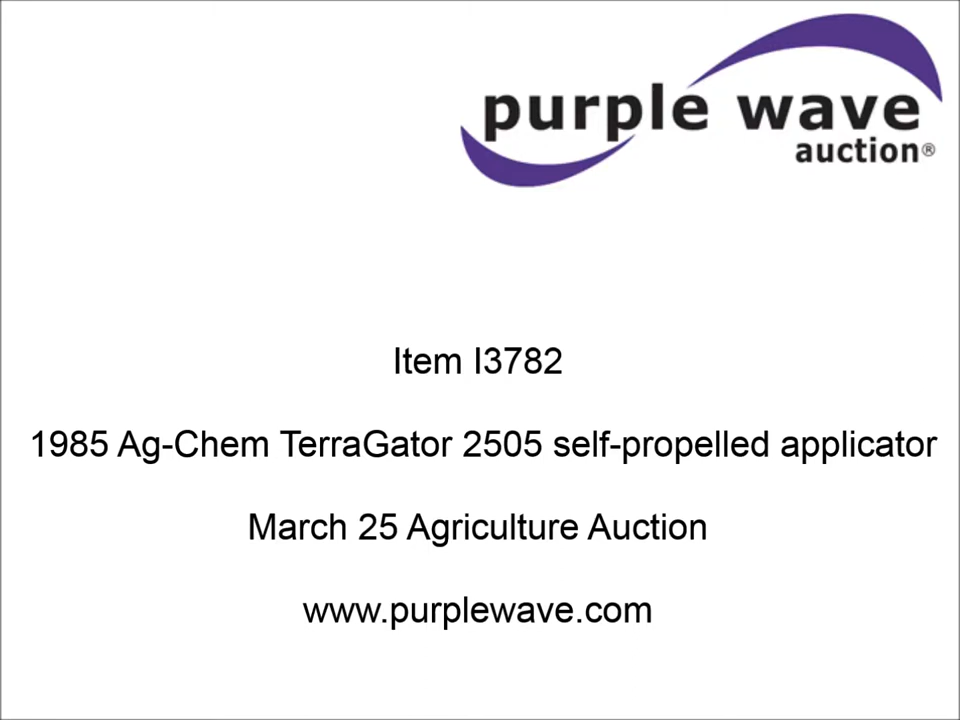 purple wave
auction®
Item I3782
1985 Ag-Chem TerraGator 2505 self-propelled applicator
March 25 Agriculture Auction
www.purplewave.com